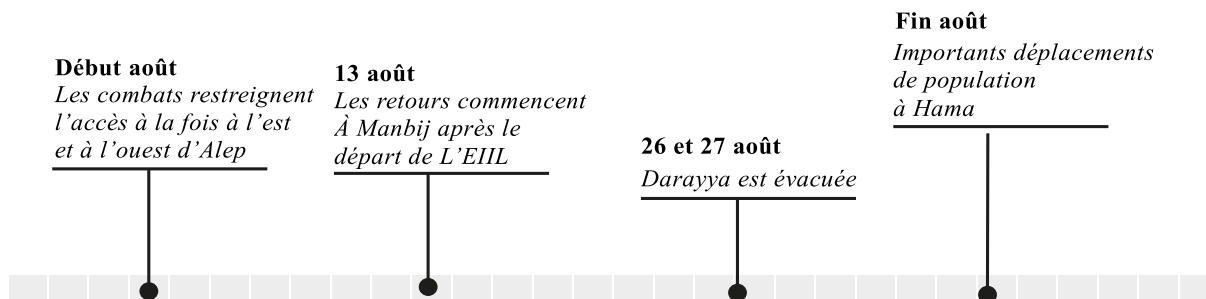 Début août
Les combats restreignent
l’accès à la fois à l’est
et à l’ouest d’Alep
13 août
Les retours commencent
À Manbij après le
départ de L’EIIL
26 et 27 août
Darayya est évacuée
Fin août
Importants déplacements
de population
à Hama